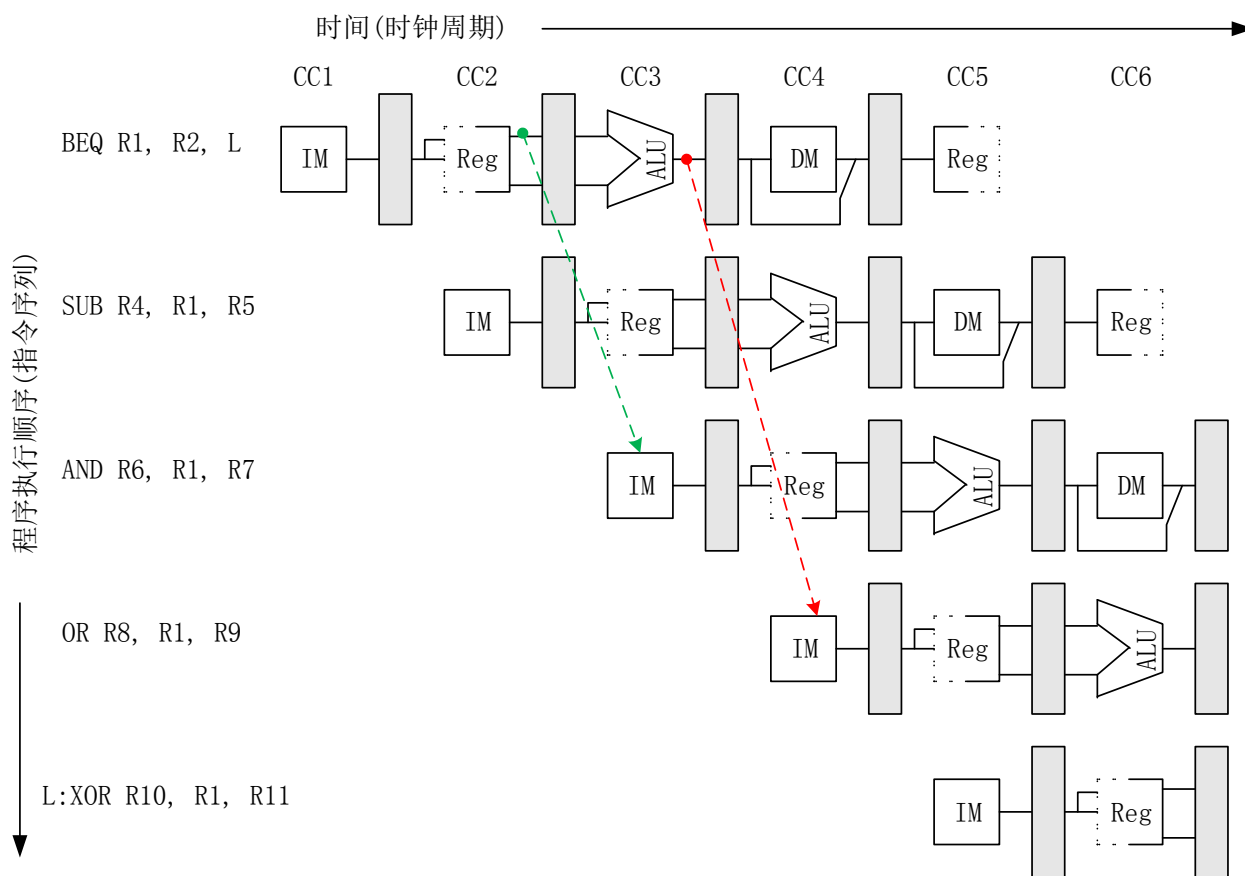 时间(时钟周期)
CC1 CC2 CC3 CC4 CC5 CC6
BEQ R1, R2, L
IM Reg ALU DM Reg
SUB R4, R1, R5
IM Reg ALU DM Reg
程序执行顺序(指令序列)
AND R6, R1, R7
IM Reg ALU DM
OR R8, R1, R9
IM Reg ALU
L:XOR R10, R1, R11
IM Reg